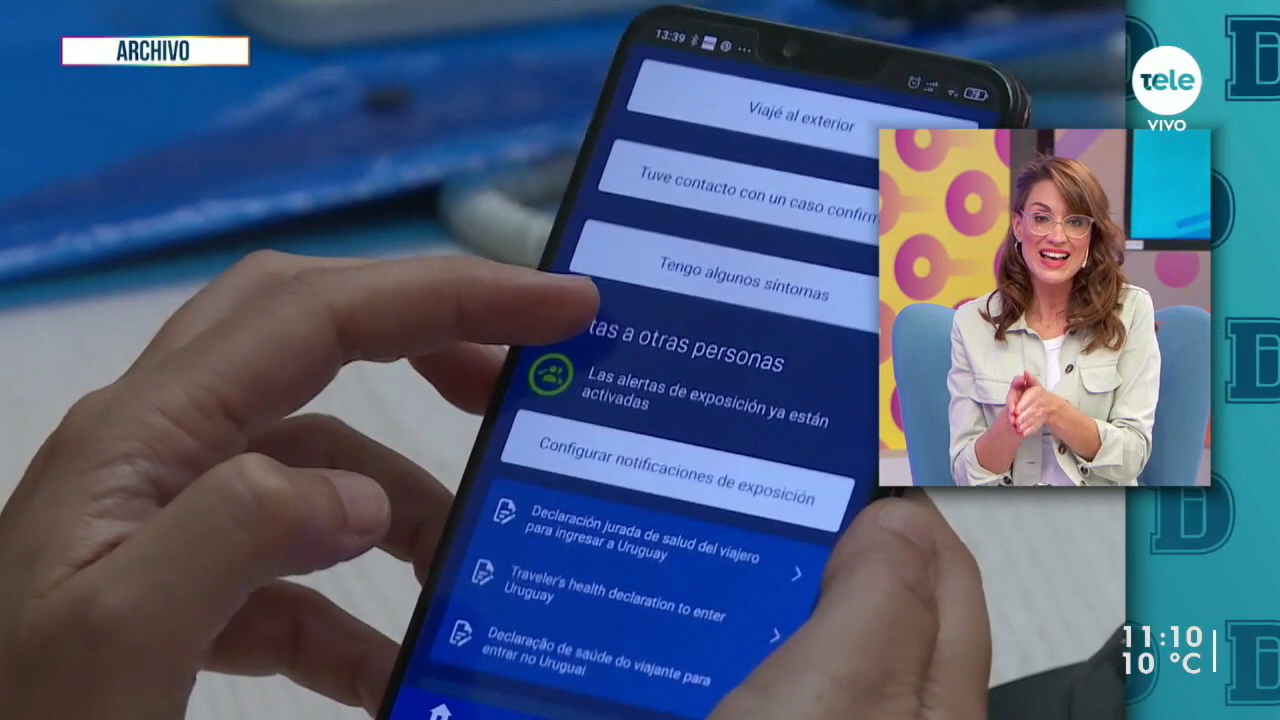 ARCHIVO
13:39
Viajé al exterior
Tuve contacto con un caso confirm
Tengo algunos síntomas
tas a otras personas
Las alertas de exposición ya están
activadas
Configurar notificaciones de exposición
Declaración jurada de salud del viajero
para ingresar a Uruguay
Traveler's health declaration to enter
Uruguay
Declaração de saúde do viajante para
entrar no Uruguai
tele
VIVO
11:10
10 °C